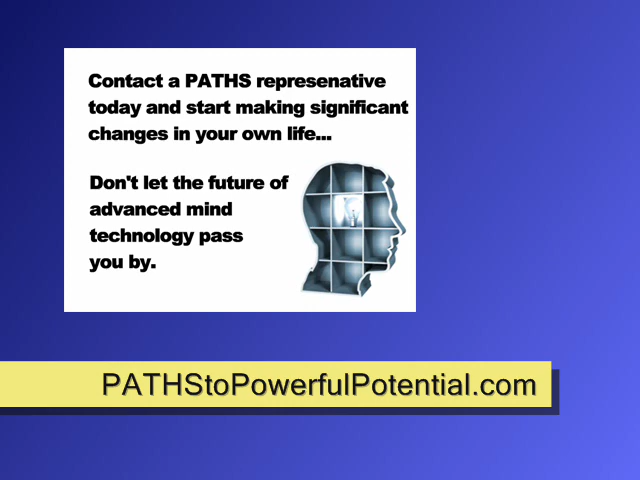 Contact a PATHS represenative
today and start making significant
changes in your own life...
Don't let the future of
advanced mind
technology pass
you by.
PATHStoPowerfulPotential.com